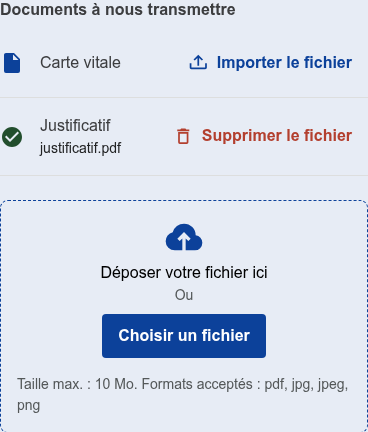 Documents à nous transmettre
Carte vitale
Importer le fichier
Justificatif
justificatif.pdf
Supprimer le fichier
Déposer votre fichier ici
Ou
Choisir un fichier
Taille max. : 10 Mo. Formats acceptés : pdf, jpg, jpeg,
png